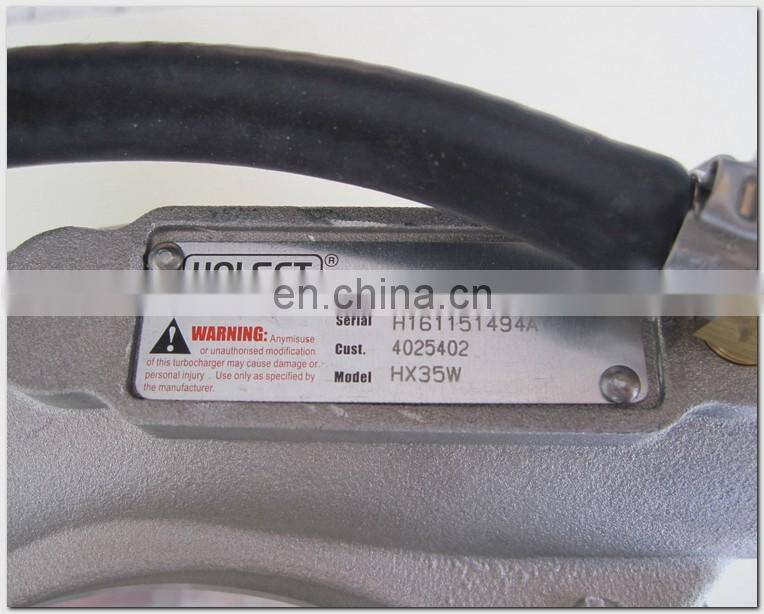 HOLSET®
en.china.cn
Serial H161151494A
Cust. 4025402
Model HX35W
WARNING: Anymisuse
or unauthorised modification
of this turbocharger may cause damage or
personal injury . Use only as specified by
the manufacturer.